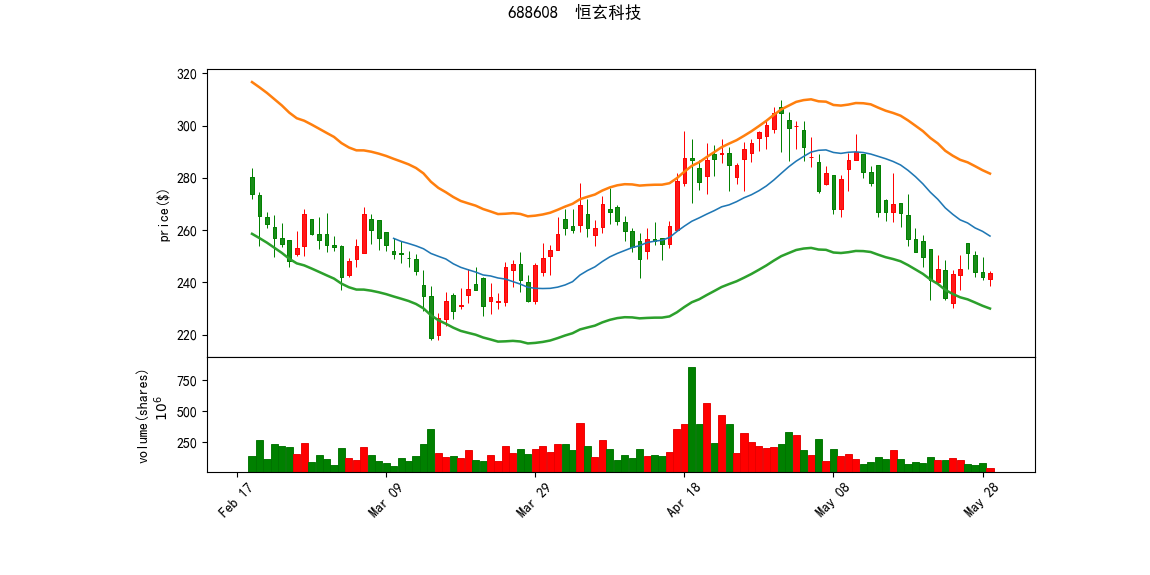 688608 恒玄科技
320
300
280
260
240
220
price($)
750
500
250
volume(shares)
10^6
Feb 17
Mar 09
Mar 29
Apr 18
May 08
May 28